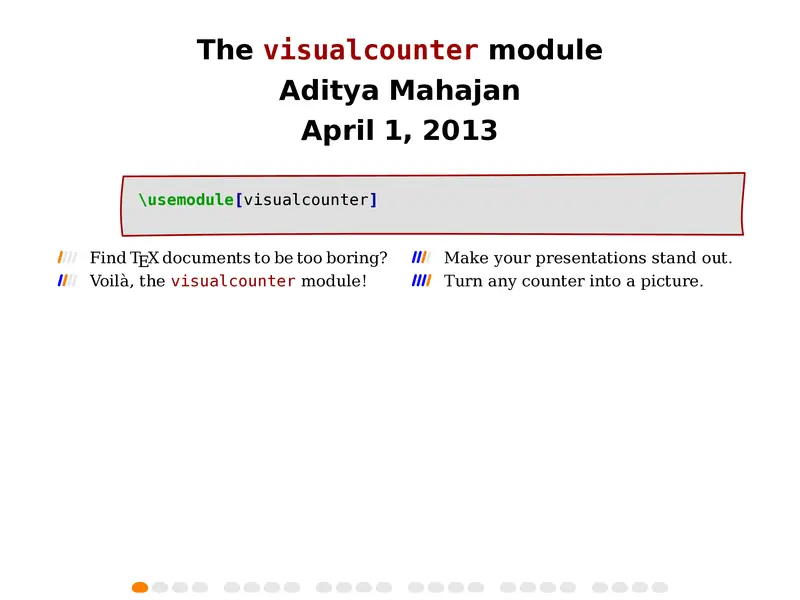 The visualcounter module
Aditya Mahajan
April 1, 2013
\usemodule[visualcounter]
Find TEX documents to be too boring?
Voilà, the visualcounter module!
Make your presentations stand out.
Turn any counter into a picture.